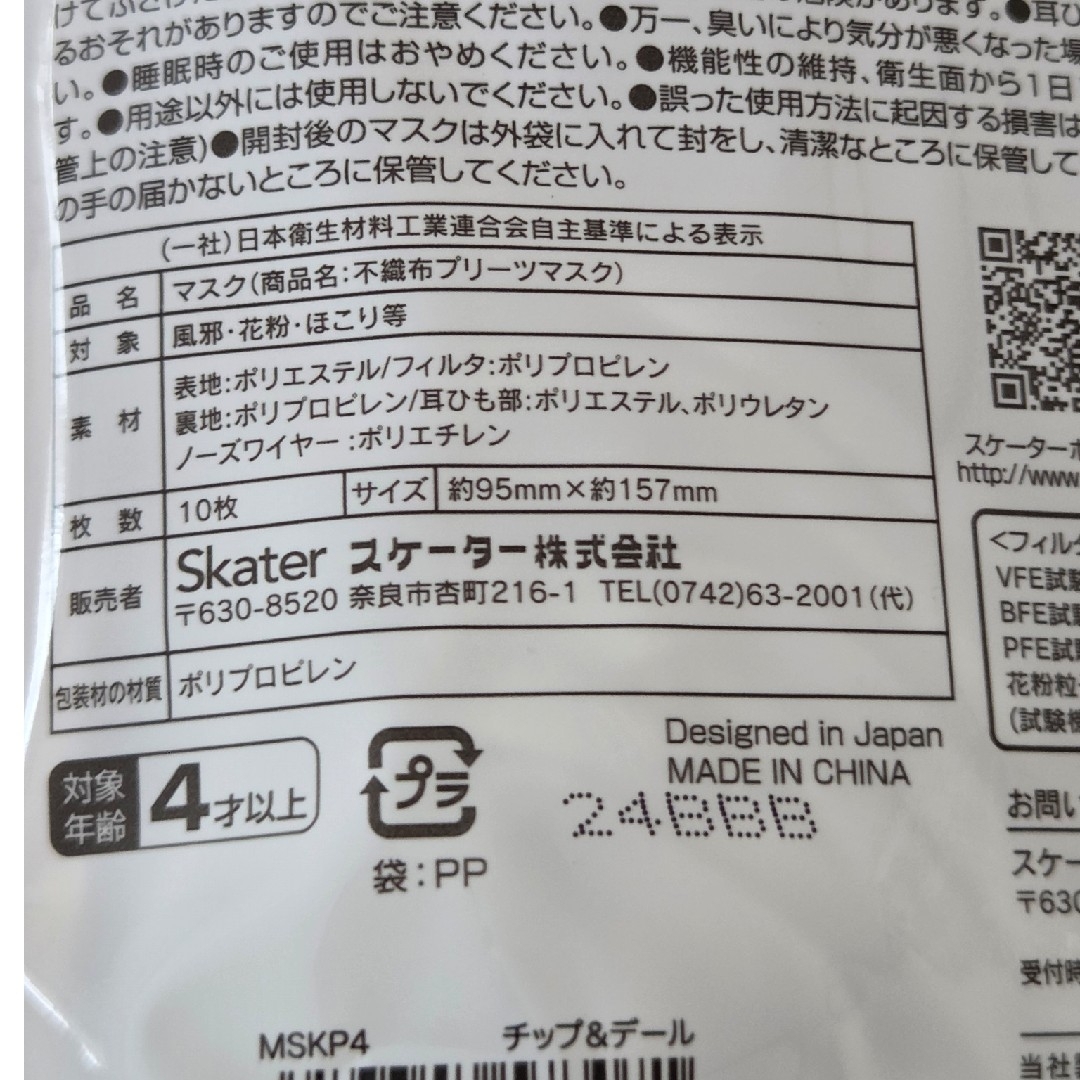 るおそれがありますのでご注意ください。●万一、臭いにより気分が悪くなった場
い。●睡眠時のご使用はおやめください。●機能性の維持、衛生面から1日
す。●用途以外には使用しないでください。●誤った使用方法に起因する損害は
管上の注意)●開封後のマスクは外袋に入れて封をし、清潔なところに保管して
の手の届かないところに保管してください。
(一社)日本衛生材料工業連合会自主基準による表示
品名 マスク(商品名:不織布プリーツマスク)
対象 風邪・花粉・ほこり等
素材 表地:ポリエステル/フィルタ:ポリプロピレン
裏地:ポリプロピレン/耳ひも部:ポリエステル、ポリウレタン
ノーズワイヤー:ポリエチレン
枚数 10枚 サイズ 約95mm×約157mm
販売者 Skater スケーター株式会社
〒630-8520 奈良市杏町216-1 TEL(0742)63-2001(代)
包装材の材質 ポリプロピレン
対象年齢 4才以上
プラ
袋:PP
Designed in Japan
MADE IN CHINA
24BBB
MSKP4 チップ&デール
スケーターホ
http://www.
<フィルタ
VFE試験
BFE試験
PFE試験
花粉粒
(試験機
お問い
スケー
〒630
受付時
当社